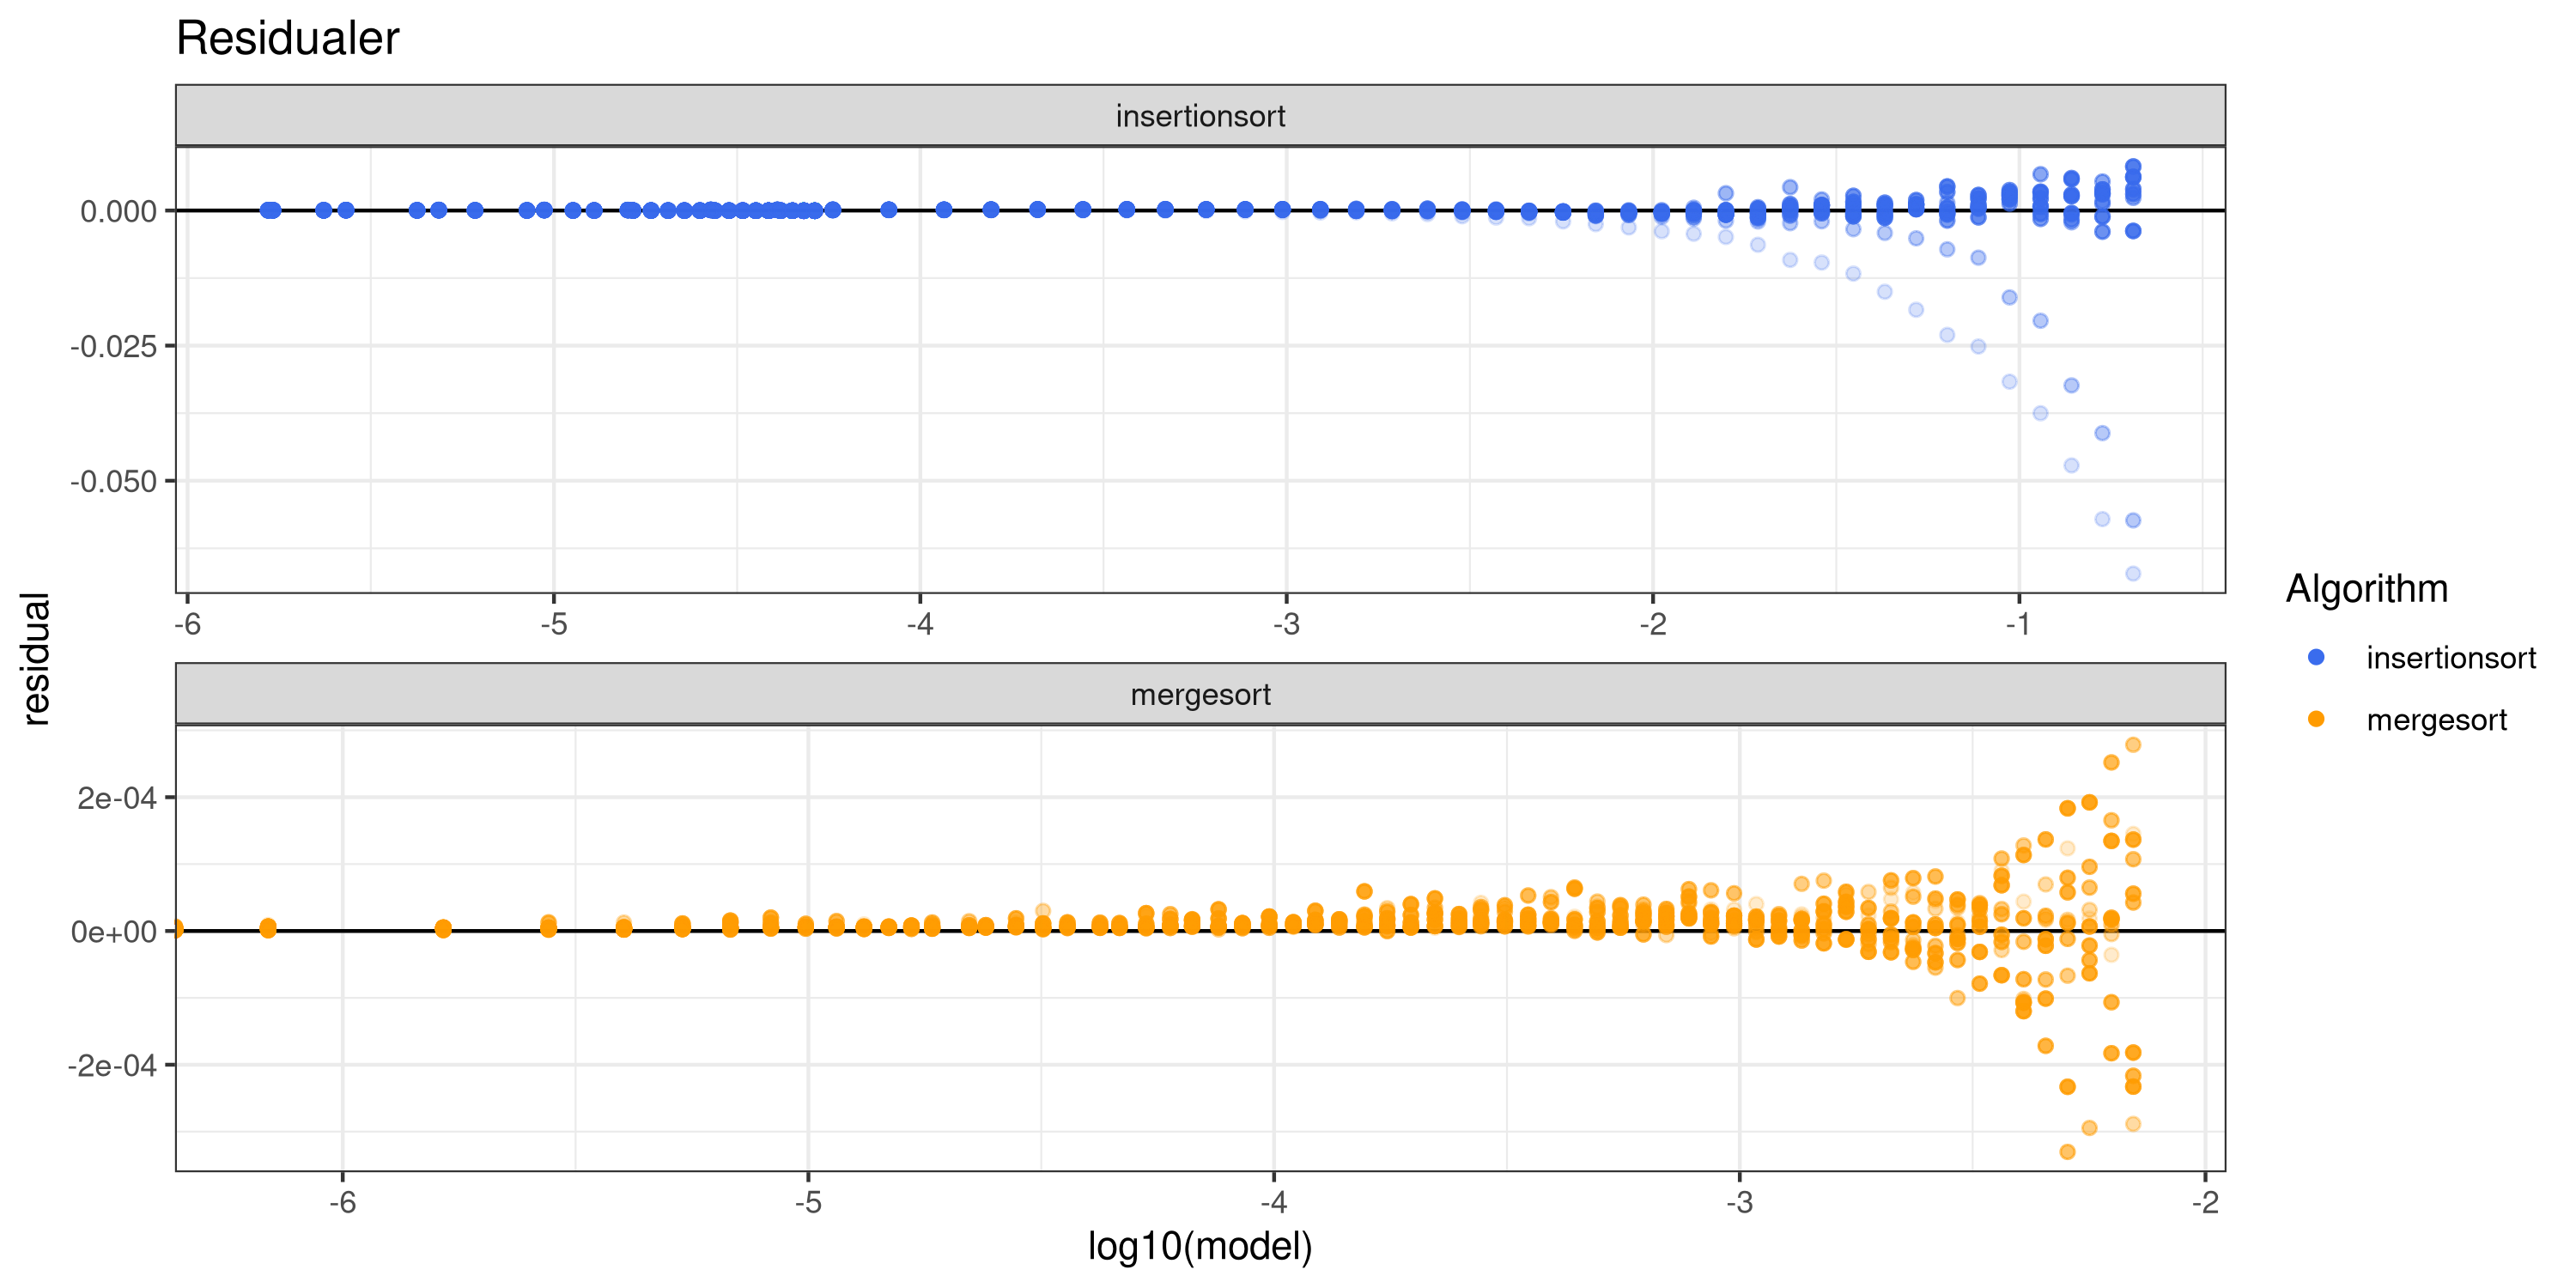 Residualer
insertionsort
0.000
-0.025
-0.050
-6 -5 -4 -3 -2 -1
mergesort
2e-04
0e+00
-2e-04
-6 -5 -4 -3 -2
log10(model)
residual
Algorithm
insertionsort
mergesort